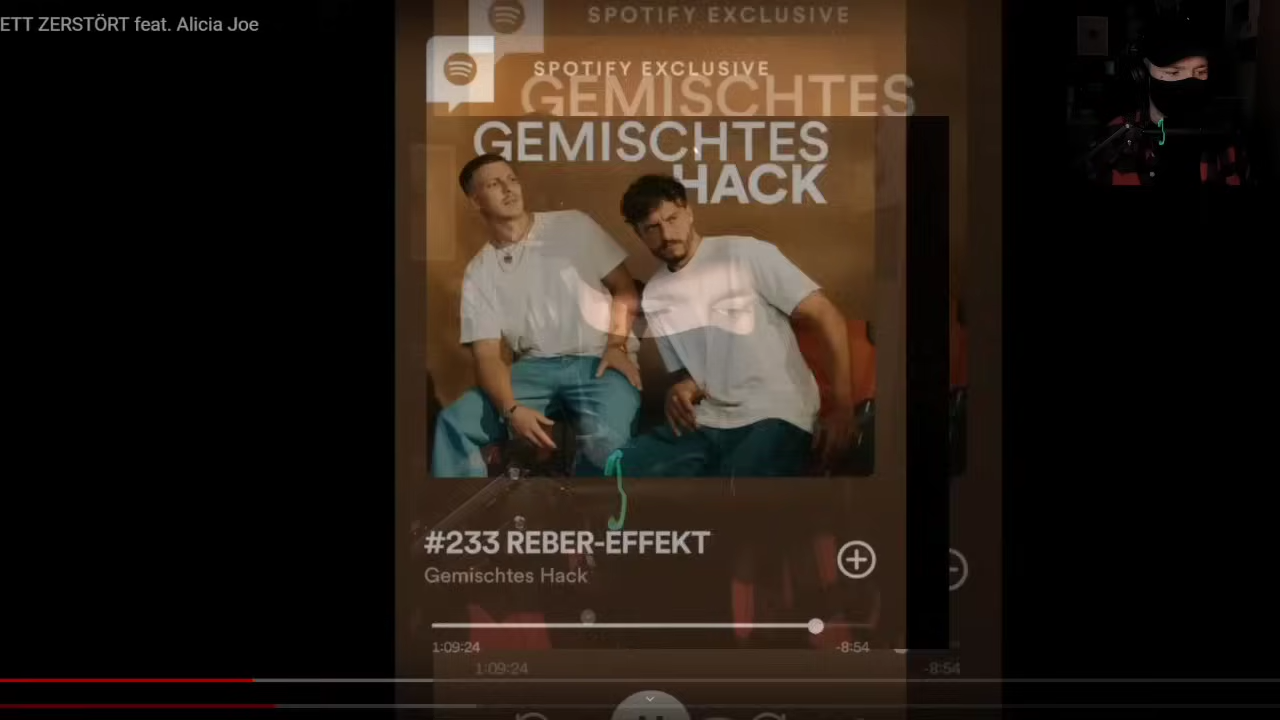 ETT ZERSTÖRT feat. Alicia Joe
SPOTIFY EXCLUSIVE
SPOTIFY EXCLUSIVE
GEMISCHTES
GEMISCHTES
HACK
#233 REBER-EFFEKT
Gemischtes Hack
1:09:24
-8:54
1:09:24
-8:54